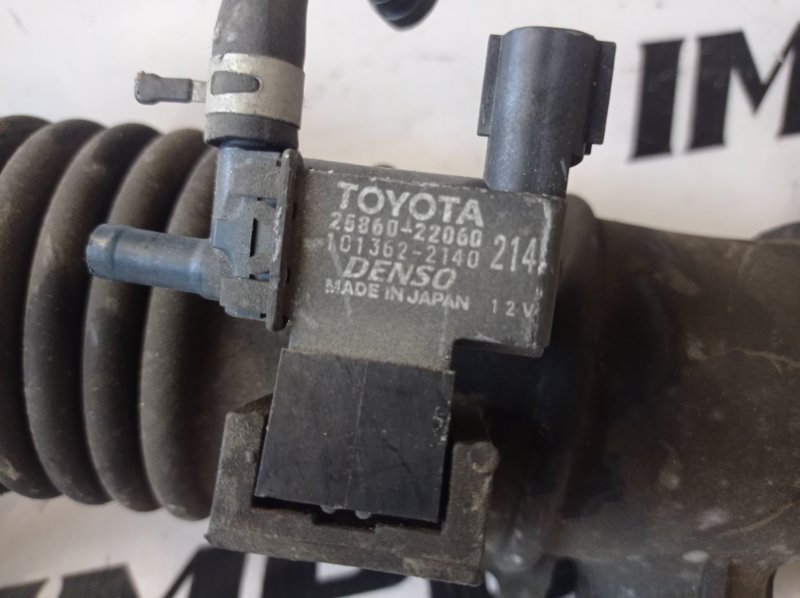 TOYOTA
25860-22060
101362-2140 214
DENSO
MADE IN JAPAN 12V